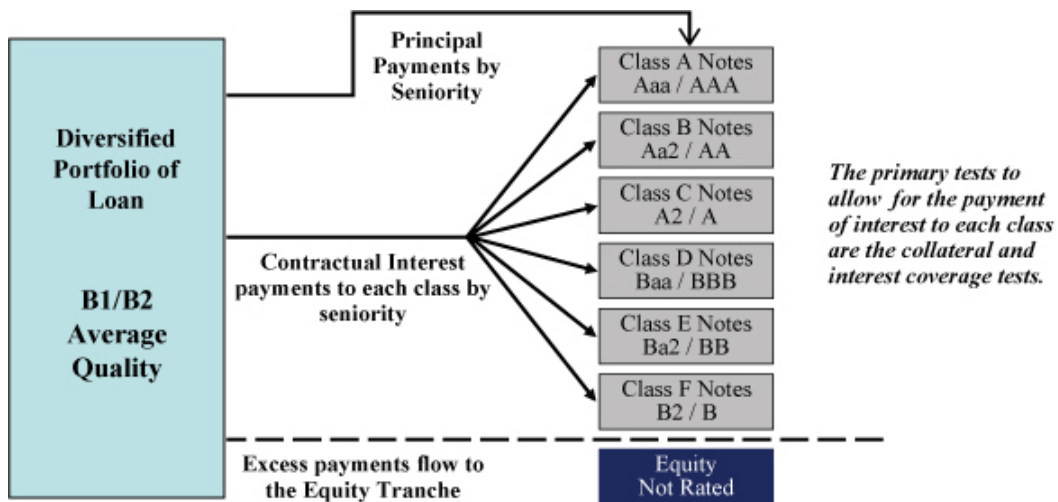 Diversified
Portfolio of
Loan
B1/B2
Average
Quality
Principal
Payments by
Seniority
Contractual Interest
payments to each class by
seniority
Class A Notes
Aaa / AAA
Class B Notes
Aa2 / AA
Class C Notes
A2 / A
Class D Notes
Baa / BBB
Class E Notes
Ba2 / BB
Class F Notes
B2 / B
The primary tests to
allow for the payment
of interest to each class
are the collateral and
interest coverage tests.
Excess payments flow to
the Equity Tranche
Equity
Not Rated